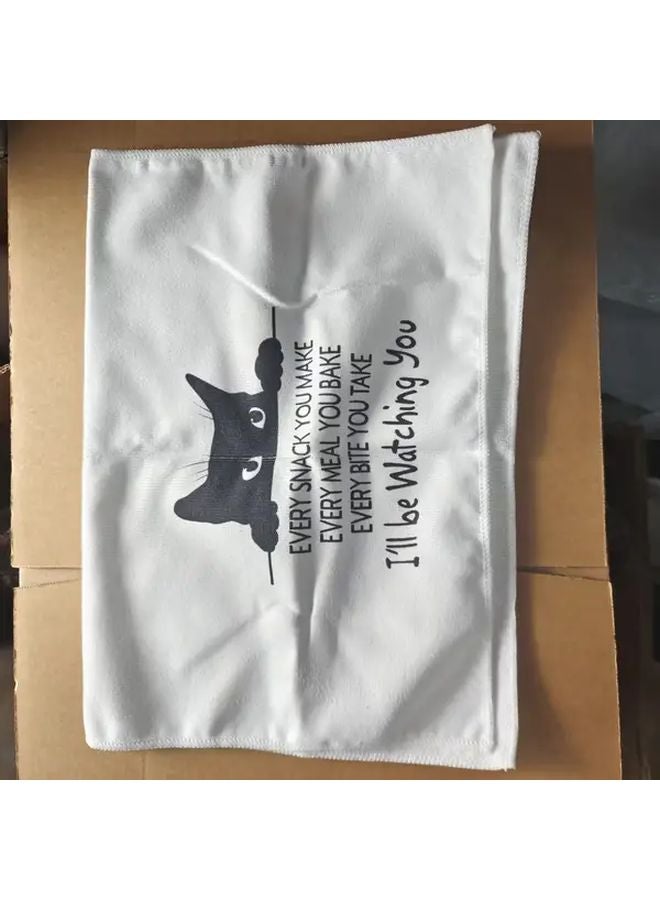 EVERY SNACK YOU MAKE
EVERY MEAL YOU BAKE
EVERY BITE YOU TAKE
I'll be Watching You